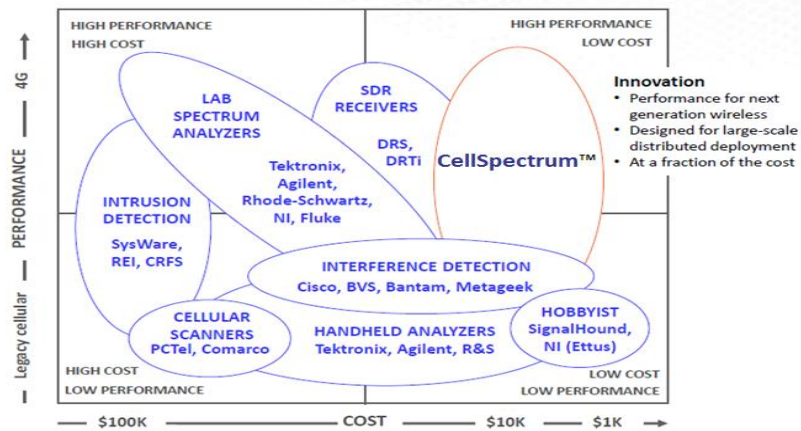 HIGH PERFORMANCE
HIGH COST
HIGH PERFORMANCE
LOW COST
4G
PERFORMANCE
Legacy cellular
LAB
SPECTRUM
ANALYZERS
Tektronix,
Agilent,
Rhode-Schwartz,
NI, Fluke
SDR
RECEIVERS
DRS,
DRTi
CellSpectrum™
Innovation
• Performance for next
generation wireless
• Designed for large-scale
distributed deployment
• At a fraction of the cost
INTRUSION
DETECTION
SysWare,
REI, CRFS
INTERFERENCE DETECTION
Cisco, BVS, Bantam, Metageek
CELLULAR
SCANNERS
PCTel, Comarco
HANDHELD ANALYZERS
Tektronix, Agilent, R&S
HOBBYIST
SignalHound,
NI (Ettus)
HIGH COST
LOW PERFORMANCE
LOW COST
LOW PERFORMANCE
$100K
COST
$10K
$1K